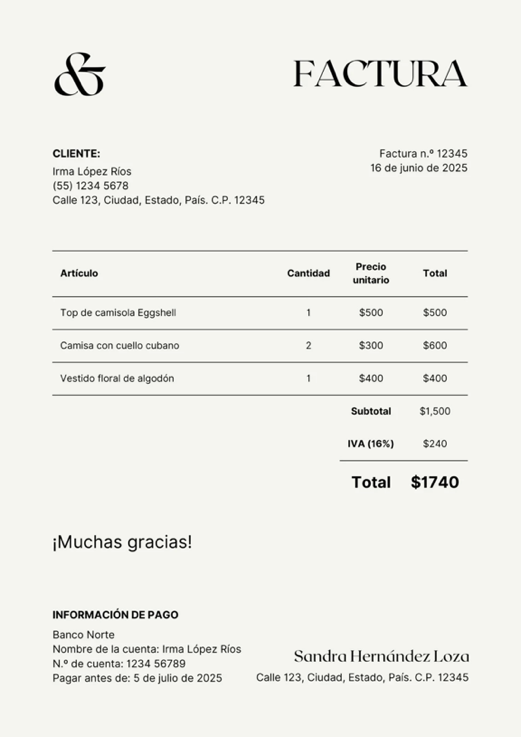 &
FACTURA
CLIENTE:
Irma López Ríos
(55) 1234 5678
Calle 123, Ciudad, Estado, País. C.P. 12345
Factura n.º 12345
16 de junio de 2025
Artículo Cantidad Precio unitario Total
Top de camisola Eggshell 1 $500 $500
Camisa con cuello cubano 2 $300 $600
Vestido floral de algodón 1 $400 $400
Subtotal $1,500
IVA (16%) $240
Total $1740
¡Muchas gracias!
INFORMACIÓN DE PAGO
Banco Norte
Nombre de la cuenta: Irma López Ríos
N.º de cuenta: 1234 56789
Pagar antes de: 5 de julio de 2025
Sandra Hernández Loza
Calle 123, Ciudad, Estado, País. C.P. 12345